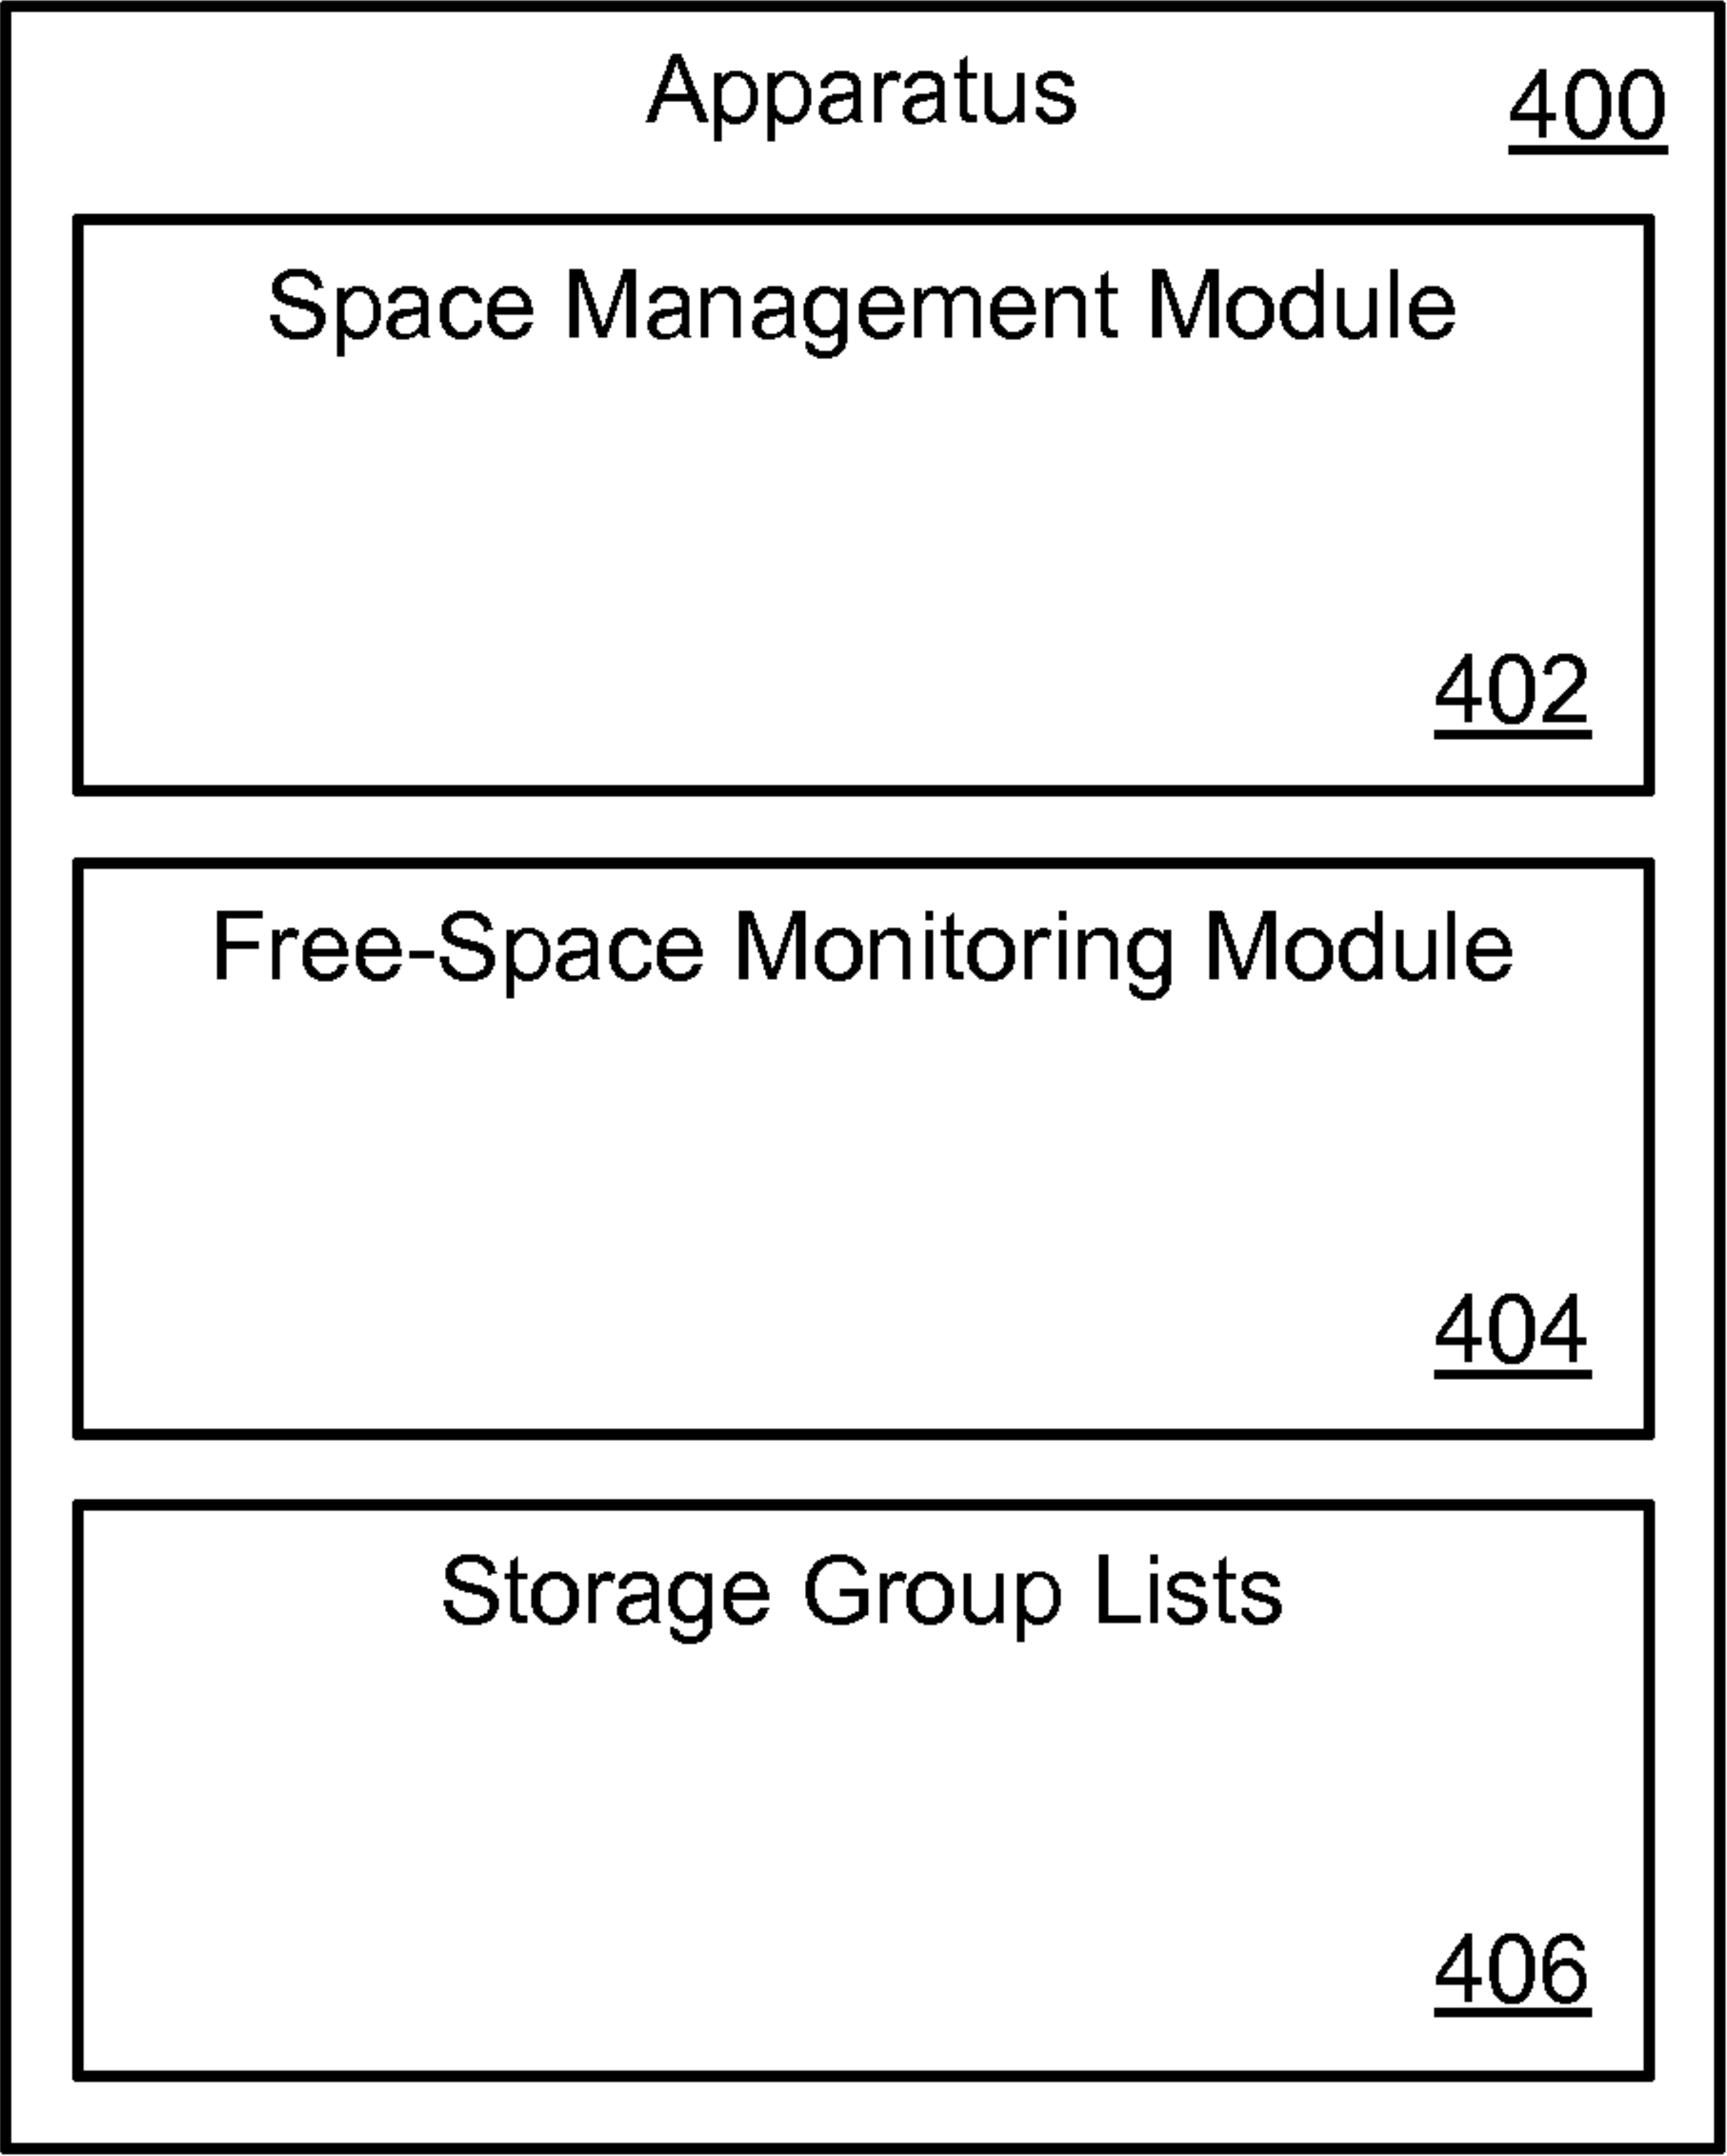 Apparatus 400
Space Management Module
402
Free-Space Monitoring Module
404
Storage Group Lists
406